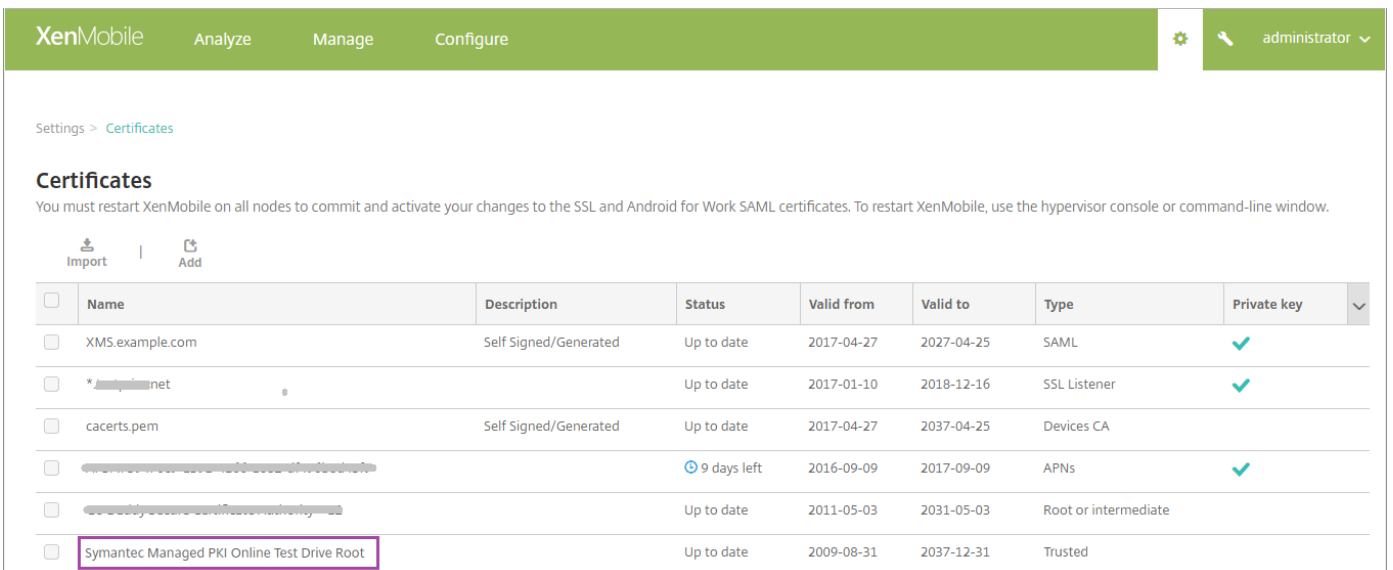 XenMobile Analyze Manage Configure administrator
Settings > Certificates
Certificates
You must restart XenMobile on all nodes to commit and activate your changes to the SSL and Android for Work SAML certificates. To restart XenMobile, use the hypervisor console or command-line window.
Import | Add
Name Description Status Valid from Valid to Type Private key
XMS.example.com Self Signed/Generated Up to date 2017-04-27 2027-04-25 SAML
*. net Up to date 2017-01-10 2018-12-16 SSL Listener
cacerts.pem Self Signed/Generated Up to date 2017-04-27 2037-04-25 Devices CA
9 days left 2016-09-09 2017-09-09 APNs
Up to date 2011-05-03 2031-05-03 Root or intermediate
Symantec Managed PKI Online Test Drive Root Up to date 2009-08-31 2037-12-31 Trusted